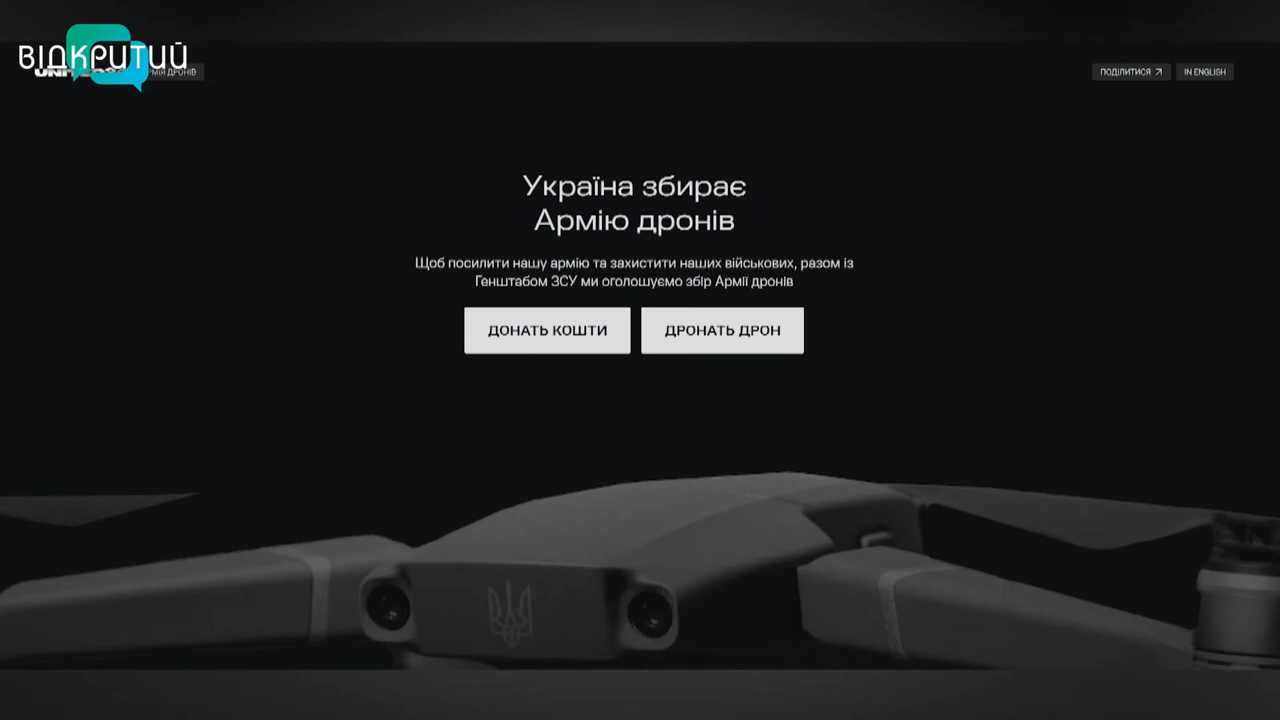 ВІДКРИТИЙ
ДРОНІВ
ПОДІЛИТИСЯ
IN ENGLISH
Україна збирає
Армію дронів
Щоб посилити нашу армію та захистити наших військових, разом із
Генштабом ЗСУ ми оголошуємо збір Армії дронів
ДОНАТЬ КОШТИ
ДРОНАТЬ ДРОН